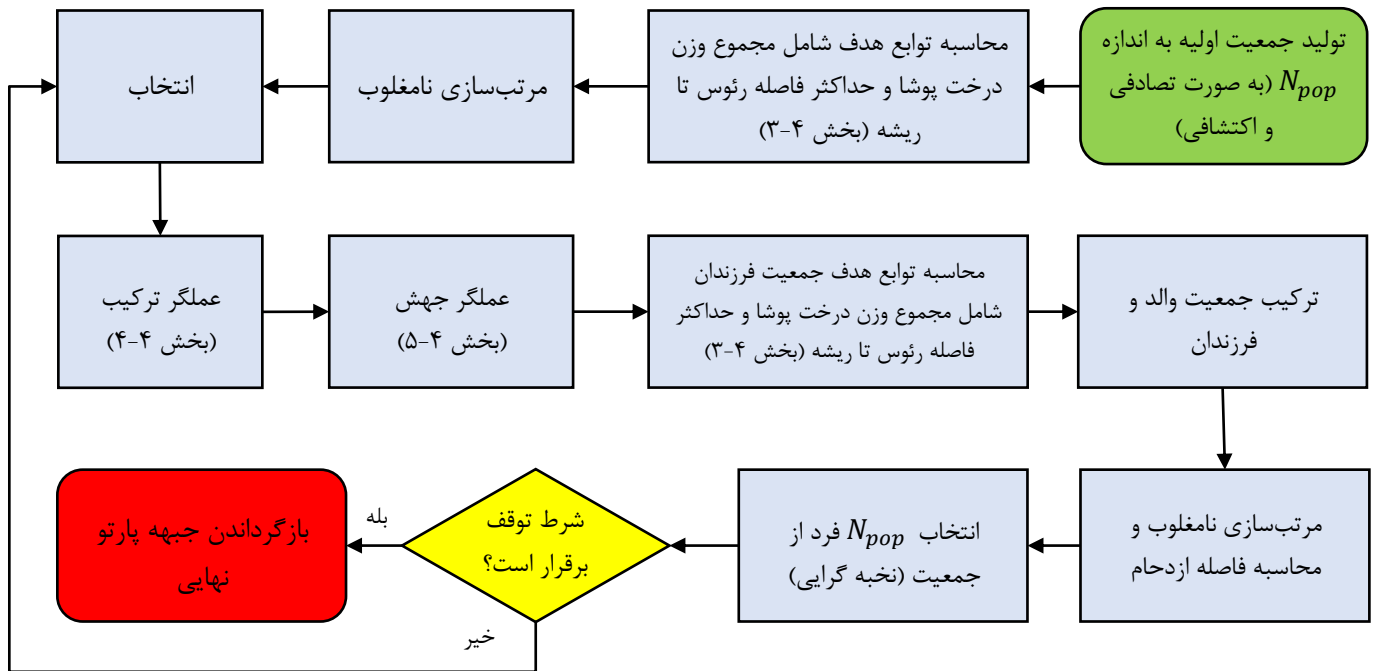 تولید جمعیت اولیه به اندازه
N_pop (به صورت تصادفی
و اکتشافی)
محاسبه توابع هدف شامل مجموع وزن
درخت پوشا و حداکثر فاصله رئوس تا
ریشه (بخش ۴-۳)
مرتب‌سازی نامغلوب
انتخاب
عملگر ترکیب
(بخش ۴-۴)
عملگر جهش
(بخش ۴-۵)
محاسبه توابع هدف جمعیت فرزندان
شامل مجموع وزن درخت پوشا و حداکثر
فاصله رئوس تا ریشه (بخش ۴-۳)
ترکیب جمعیت والد و
فرزندان
مرتب‌سازی نامغلوب و
محاسبه فاصله ازدحام
انتخاب N_pop فرد از
جمعیت (نخبه گرایی)
شرط توقف
برقرار است؟
بله
خیر
بازگرداندن جبهه پارتو
نهایی